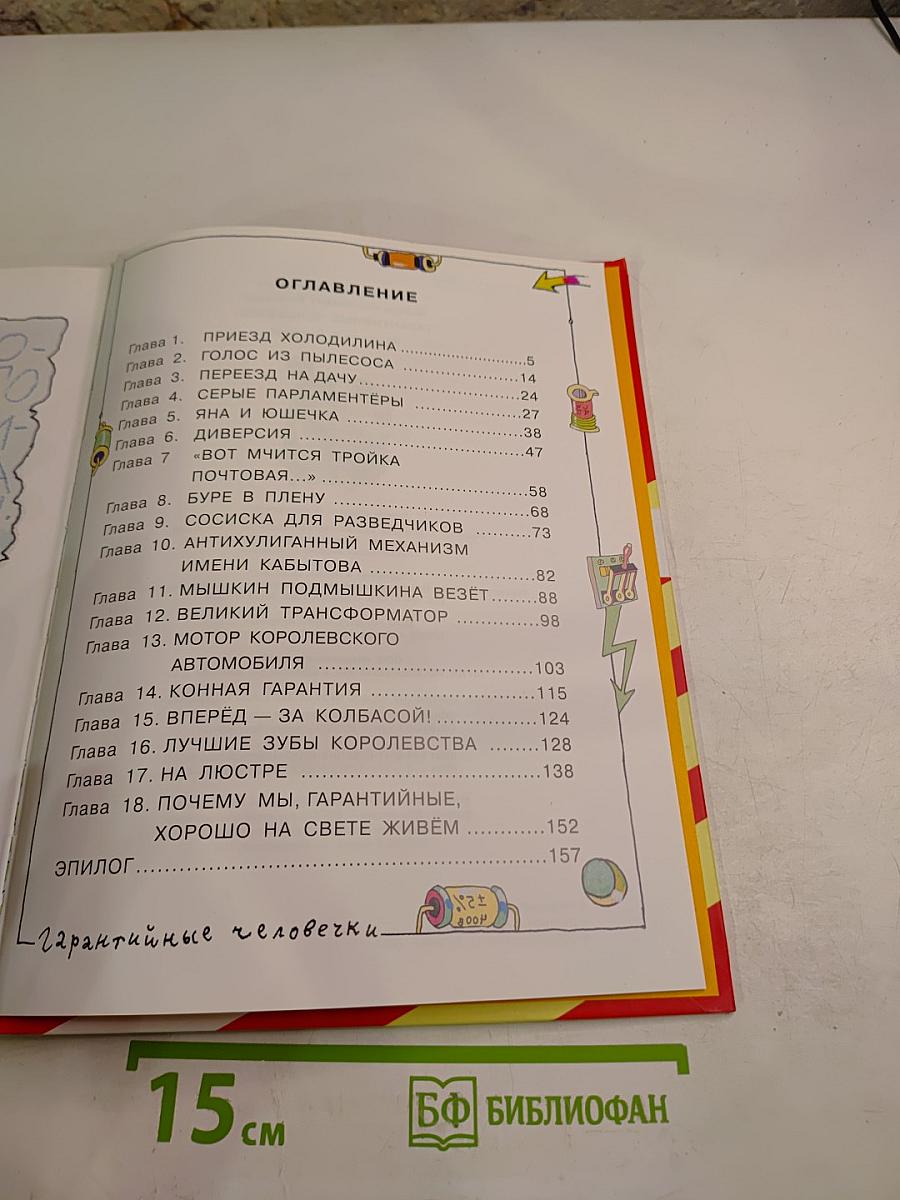 ОГЛАВЛЕНИЕ
Глава 1. ПРИЕЗД ХОЛОДИЛИНА ..............................5
Глава 2. ГОЛОС ИЗ ПЫЛЕСОСА ..........................14
Глава 3. ПЕРЕЕЗД НА ДАЧУ..................................24
Глава 4. СЕРЫЕ ПАРЛАМЕНТЁРЫ .......................27
Глава 5. ЯНА И ЮШЕЧКА ....................................38
Глава 6. ДИВЕРСИЯ ............................................47
Глава 7 «ВОТ МЧИТСЯ ТРОЙКА
ПОЧТОВАЯ...» ........................................58
Глава 8. БУРЕ В ПЛЕНУ ......................................68
Глава 9. СОСИСКА ДЛЯ РАЗВЕДЧИКОВ ..............73
Глава 10. АНТИХУЛИГАННЫЙ МЕХАНИЗМ
ИМЕНИ КАБЫТОВА ................................82
Глава 11. МЫШКИН ПОДМЫШКИНА ВЕЗЁТ.......88
Глава 12. ВЕЛИКИЙ ТРАНСФОРМАТОР ...............98
Глава 13. МОТОР КОРОЛЕВСКОГО
АВТОМОБИЛЯ ......................................103
Глава 14. КОННАЯ ГАРАНТИЯ ............................115
Глава 15. ВПЕРЁД — ЗА КОЛБАСОЙ! ..................124
Глава 16. ЛУЧШИЕ ЗУБЫ КОРОЛЕВСТВА ........128
Глава 17. НА ЛЮСТРЕ ........................................138
Глава 18. ПОЧЕМУ МЫ, ГАРАНТИЙНЫЕ,
ХОРОШО НА СВЕТЕ ЖИВЁМ ............152
ЭПИЛОГ..........................................................157
±5%
400В
Гарантийные человечки
15 см
БФ БИБЛИОФАН